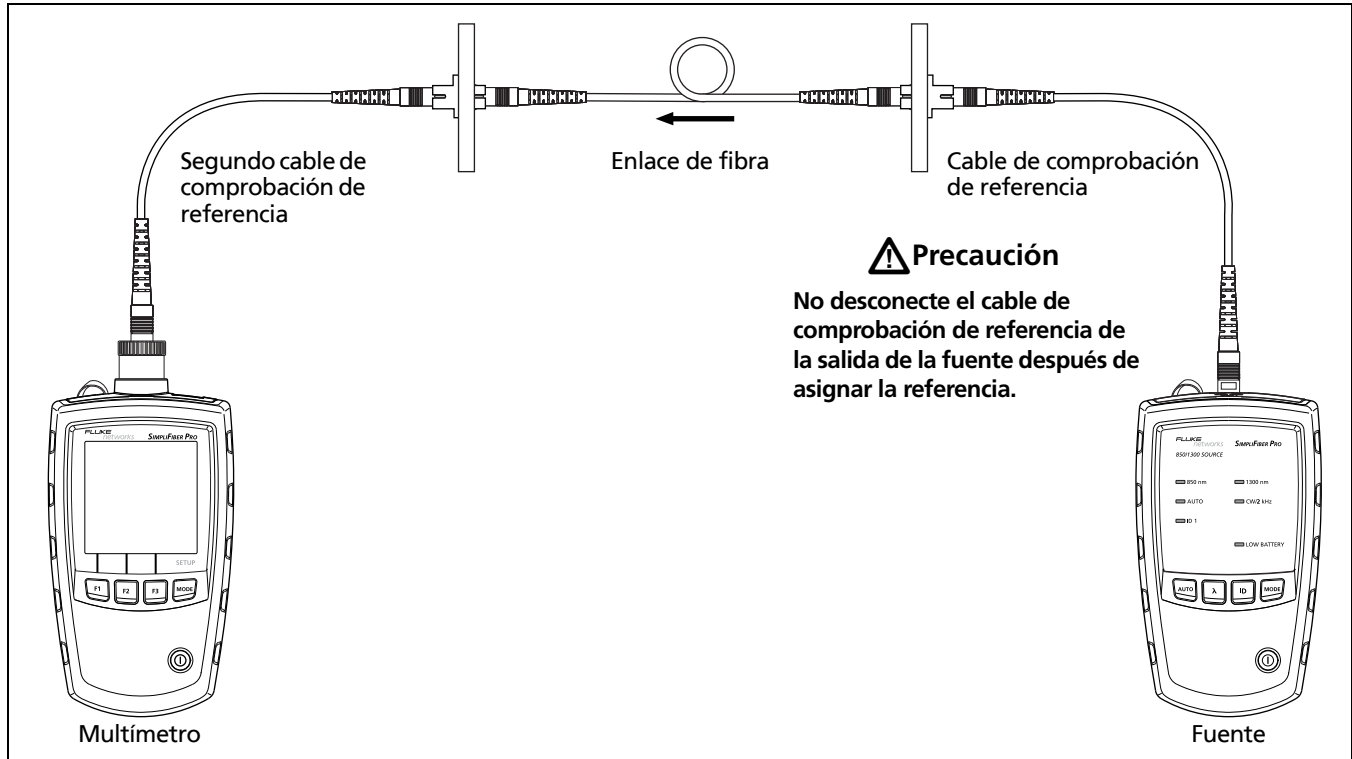 Segundo cable de
comprobación de
referencia
Enlace de fibra
Cable de comprobación
de referencia
Precaución
No desconecte el cable de
comprobación de referencia de
la salida de la fuente después de
asignar la referencia.
FLUKE
networks
SIMPLIFIBER PRO
SETUP
F1
F2
F3
MODE
Multímetro
FLUKE
networks
SIMPLIFIBER PRO
850/1300 SOURCE
850 nm
1300 nm
AUTO
CW/2 kHz
ID 1
LOW BATTERY
AUTO
λ
ID
MODE
Fuente